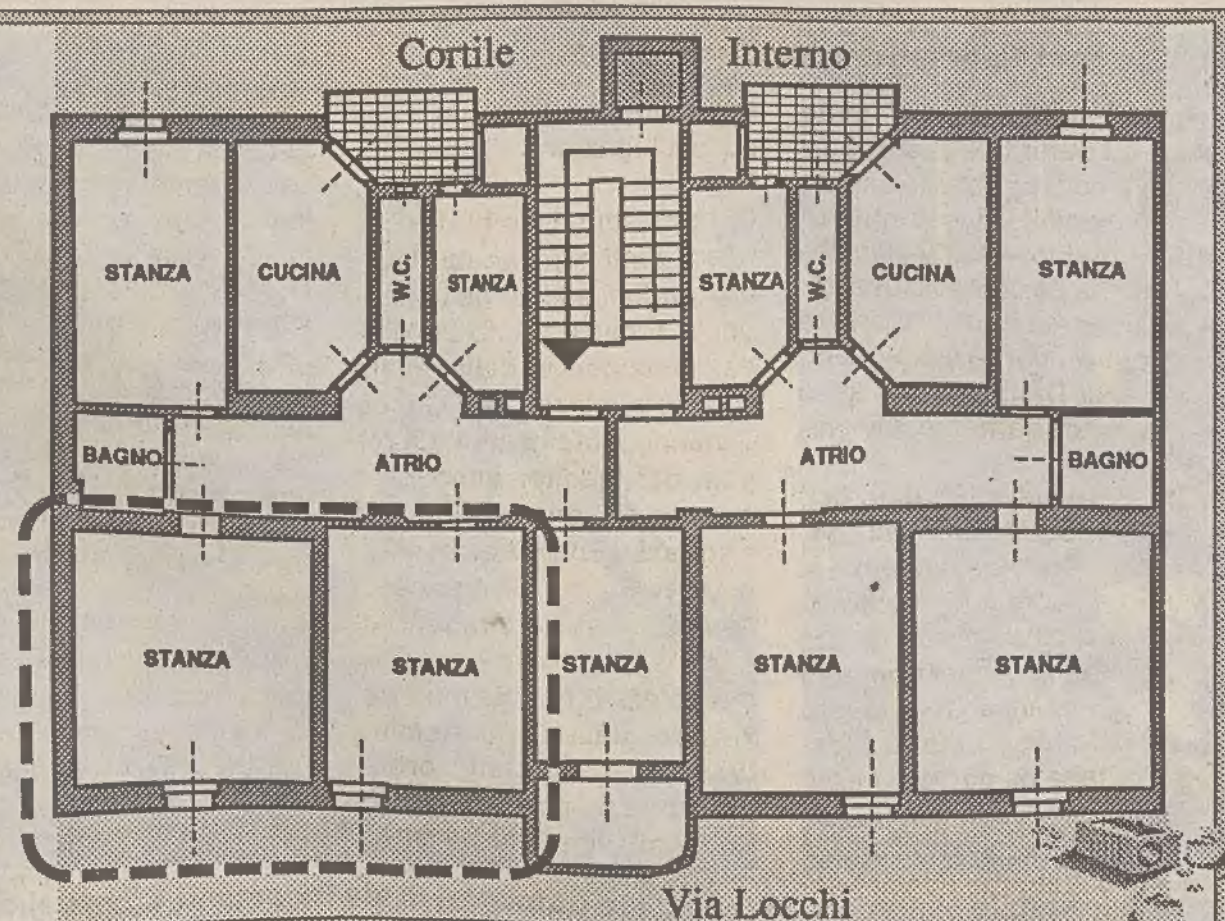 Cortile Interno
STANZA CUCINA W.C. STANZA STANZA W.C. CUCINA STANZA
BAGNO ATRIO ATRIO BAGNO
STANZA STANZA STANZA STANZA STANZA
Via Locchi